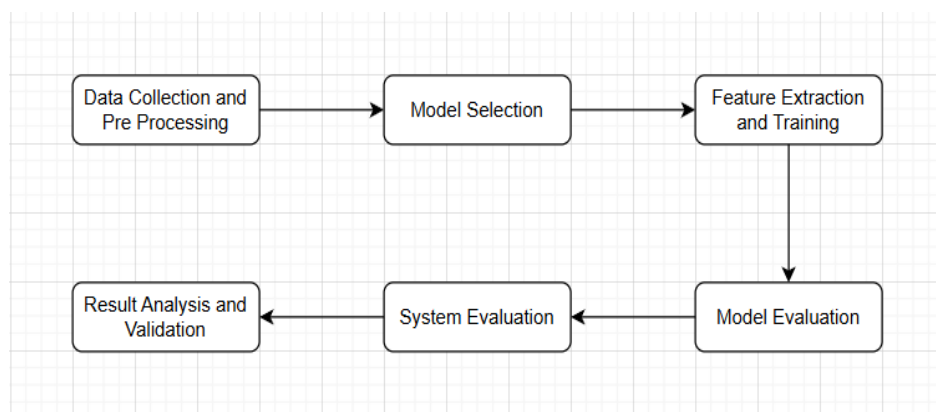 Data Collection and
Pre Processing
Model Selection
Feature Extraction
and Training
Result Analysis and
Validation
System Evaluation
Model Evaluation